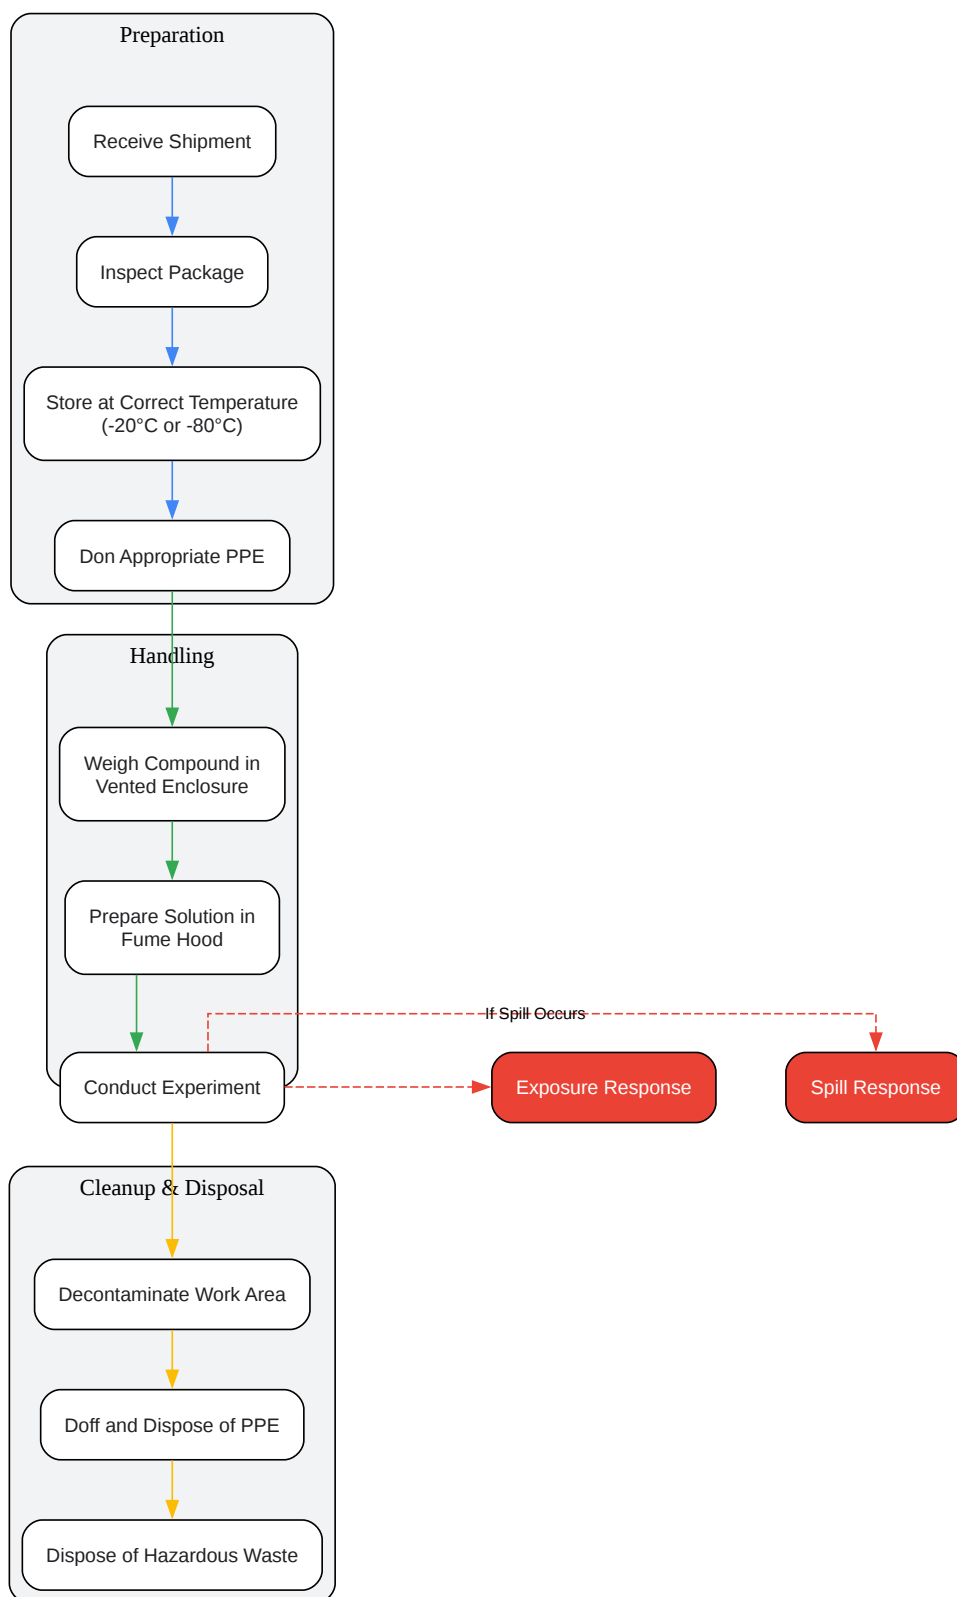 Preparation
Receive Shipment
Inspect Package
Store at Correct Temperature
(-20°C or -80°C)
Don Appropriate PPE
Handling
Weigh Compound in
Vented Enclosure
Prepare Solution in
Fume Hood
If Spill Occurs
Conduct Experiment
Exposure Response
Spill Response
Cleanup & Disposal
Decontaminate Work Area
Doff and Dispose of PPE
Dispose of Hazardous Waste